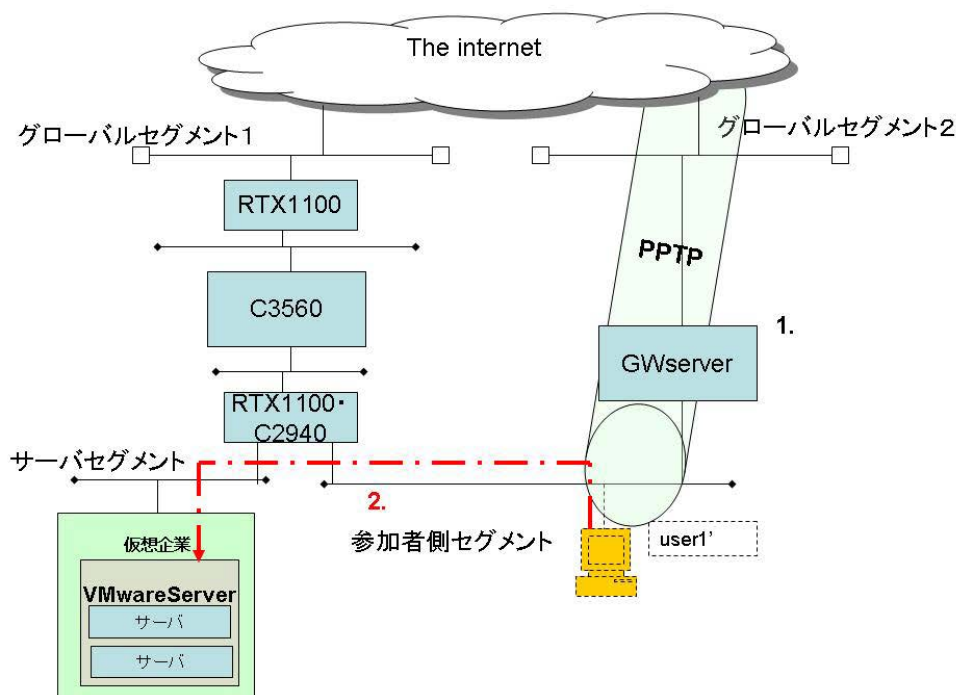 The internet
グローバルセグメント１
グローバルセグメント２
RTX1100
PPTP
C3560
1.
GWserver
RTX1100・
C2940
サーバセグメント
2.
参加者側セグメント
user1’
仮想企業
VMwareServer
サーバ
サーバ